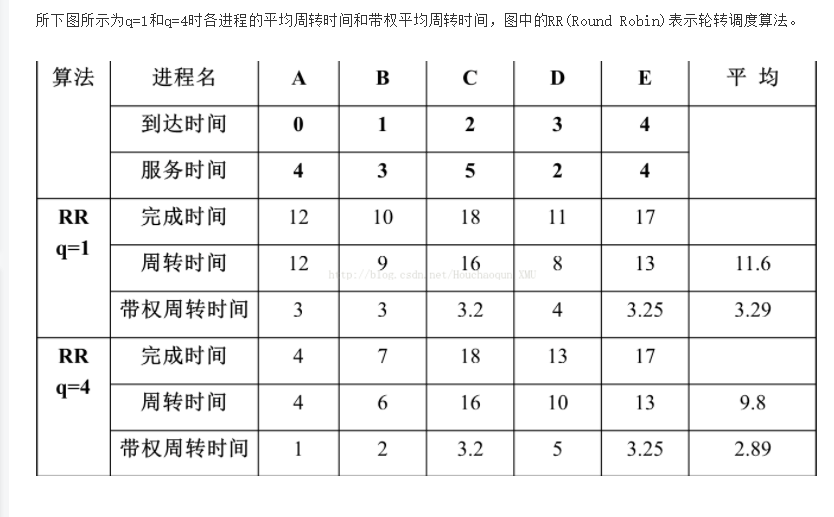 所下图所示为q=1和q=4时各进程的平均周转时间和带权平均周转时间，图中的RR(Round Robin)表示轮转调度算法。
算法 进程名 A B C D E 平 均
到达时间 0 1 2 3 4
服务时间 4 3 5 2 4
RR q=1 完成时间 12 10 18 11 17
周转时间 12 9 16 8 13 11.6
http://blog.csdn.net/Houchaoqun_XMU
带权周转时间 3 3 3.2 4 3.25 3.29
RR q=4 完成时间 4 7 18 13 17
周转时间 4 6 16 10 13 9.8
带权周转时间 1 2 3.2 5 3.25 2.89